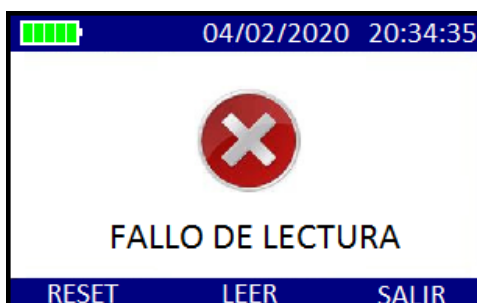 04/02/2020 20:34:35
FALLO DE LECTURA
RESET LEER SALIR